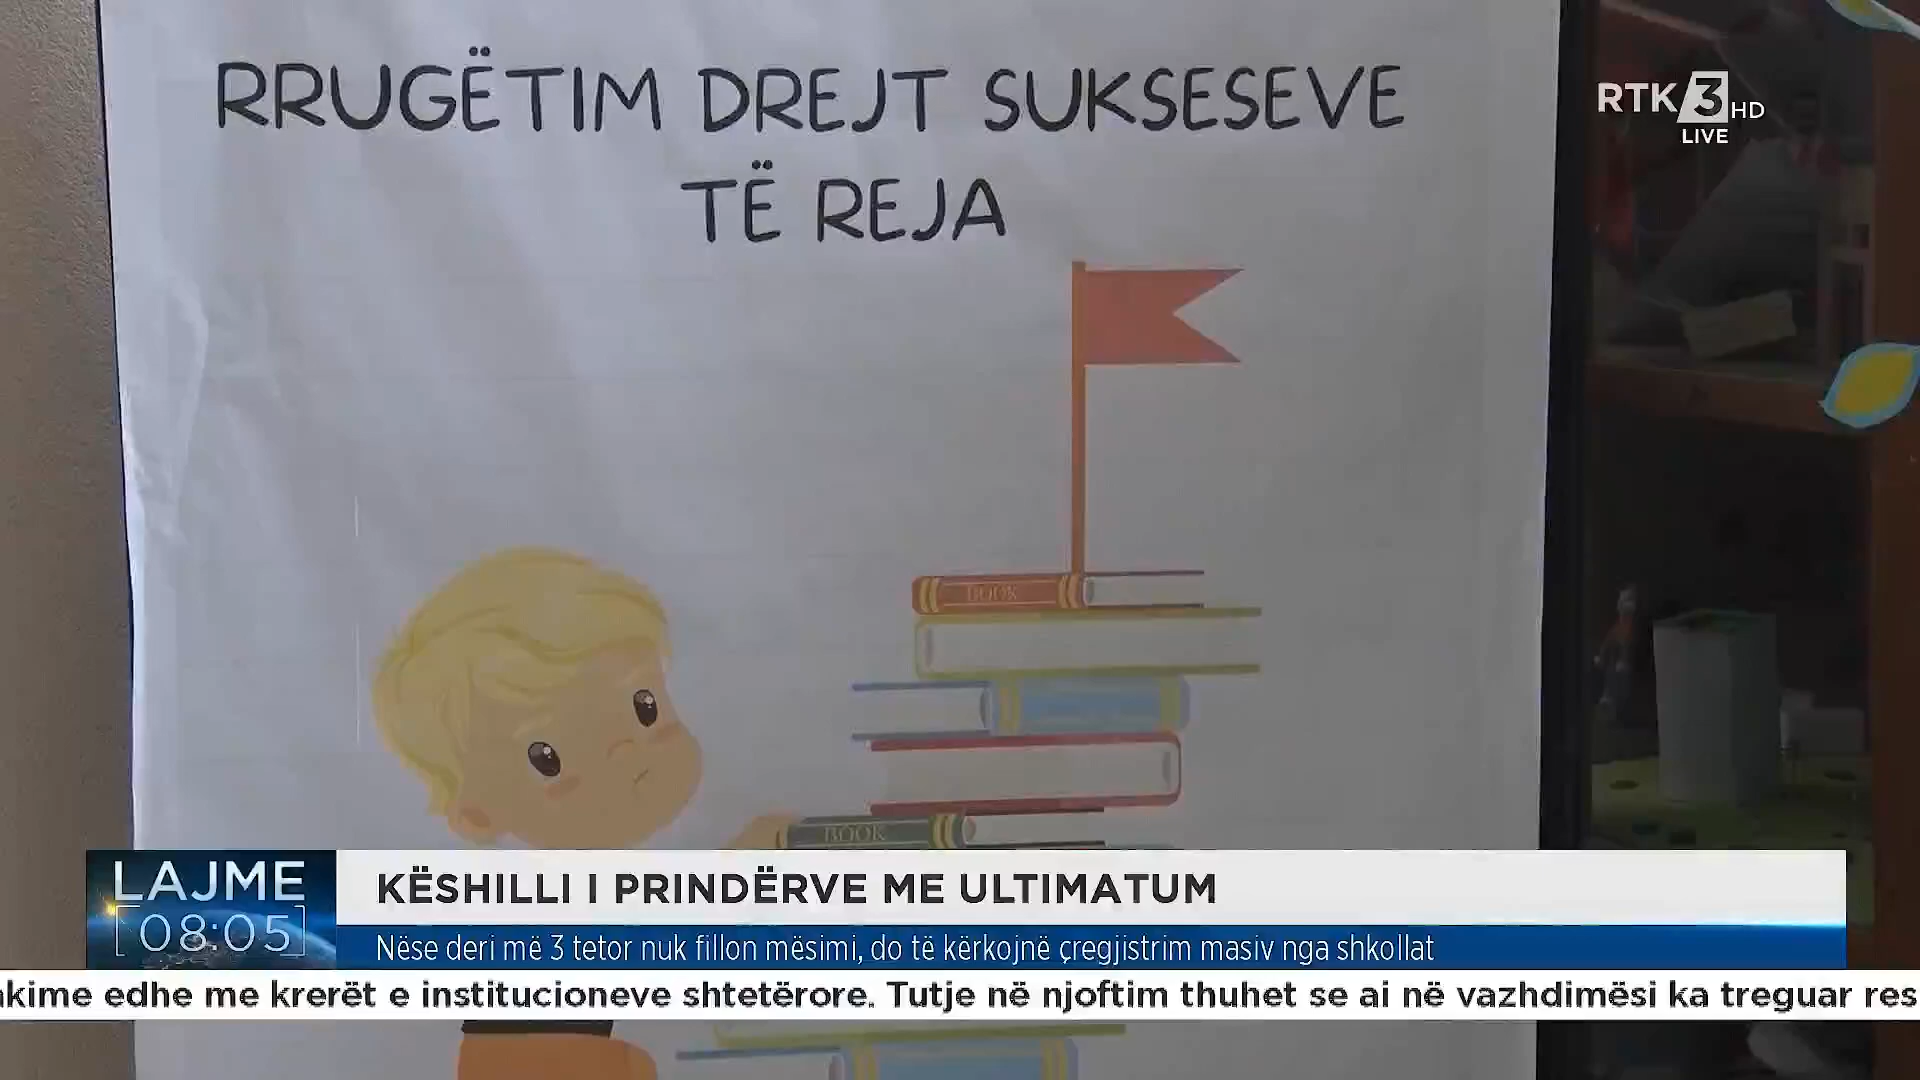 RRUGËTIM DREJT SUKSESEVE
TË REJA
RTK 3 HD
LIVE
BOOK
BOOK
LAJME
08:05
KËSHILLI I PRINDËRVE ME ULTIMATUM
Nëse deri më 3 tetor nuk fillon mësimi, do të kërkojnë çregjistrim masiv nga shkollat
akime edhe me krerët e institucioneve shtetërore. Tutje në njoftim thuhet se ai në vazhdimësi ka treguar res